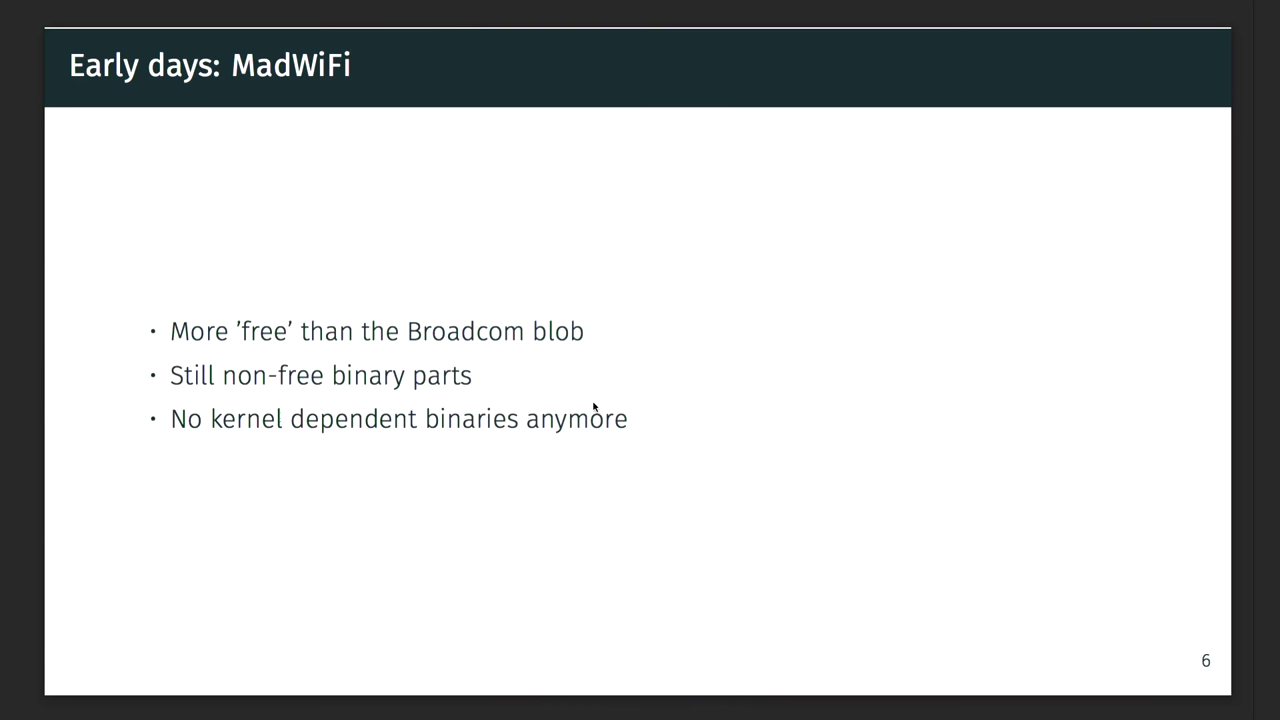 Early days: MadWiFi
• More ’free’ than the Broadcom blob
• Still non-free binary parts
• No kernel dependent binaries anymore
6